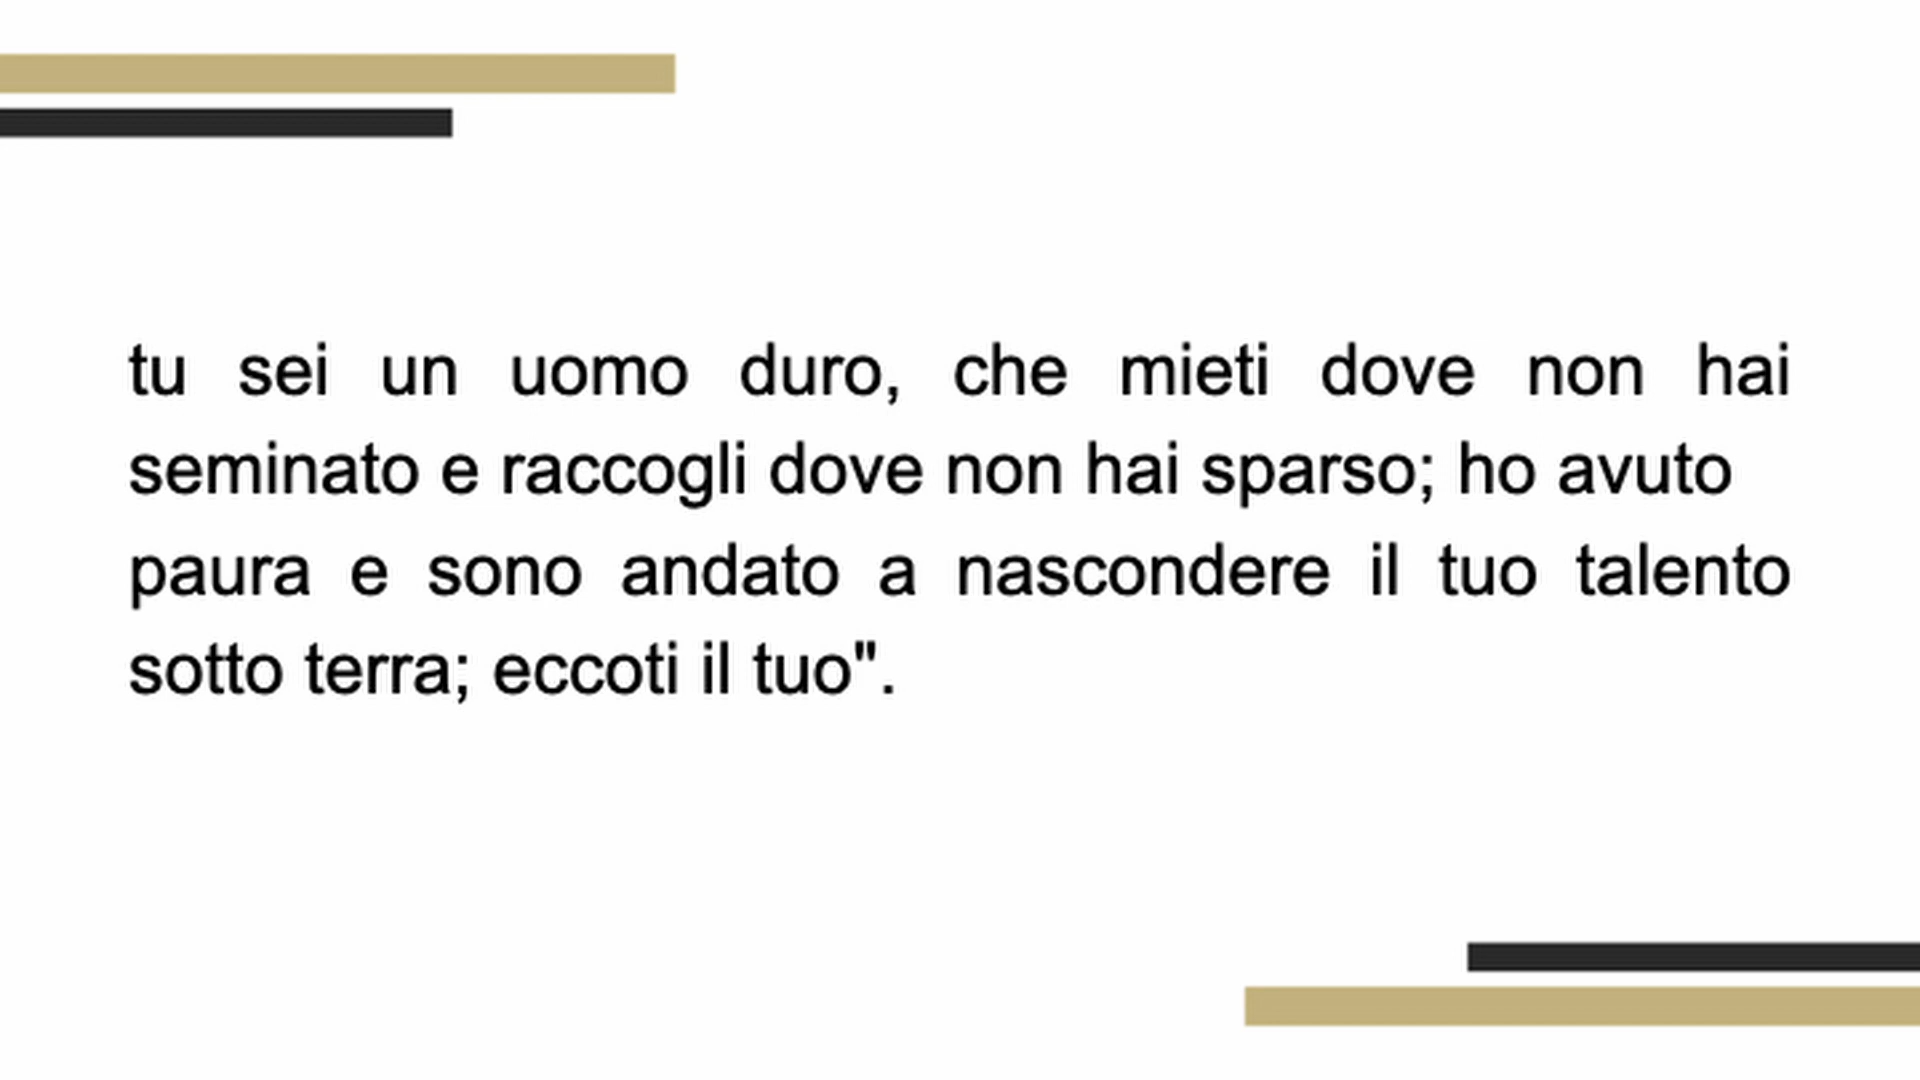 tu sei un uomo duro, che mieti dove non hai
seminato e raccogli dove non hai sparso; ho avuto
paura e sono andato a nascondere il tuo talento
sotto terra; eccoti il tuo".